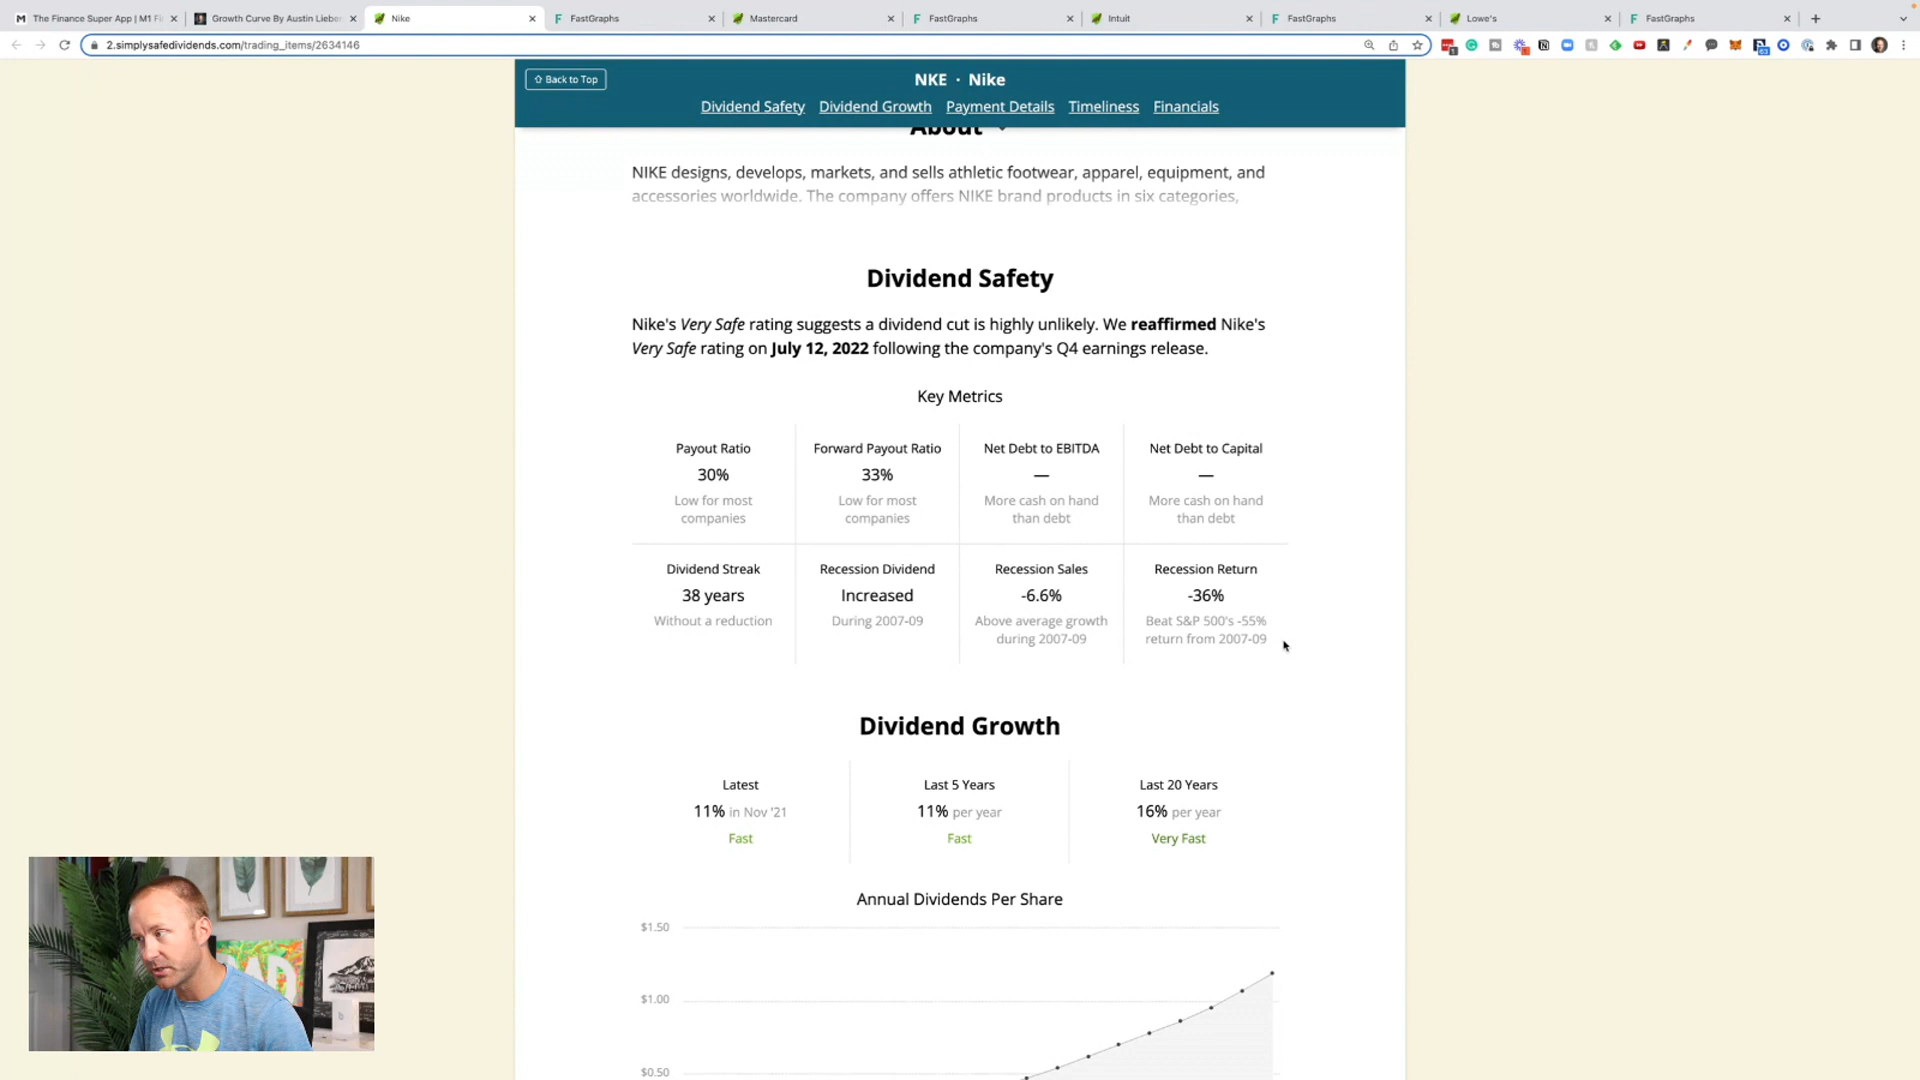 The Finance Super App | M1 Fi
Growth Curve By Austin Lieber
Nike
FastGraphs
Mastercard
FastGraphs
Intuit
FastGraphs
Lowe's
FastGraphs
2.simplysafedividends.com/trading_items/2634146
Back to Top
NKE · Nike
Dividend Safety Dividend Growth Payment Details Timeliness Financials
About
NIKE designs, develops, markets, and sells athletic footwear, apparel, equipment, and
accessories worldwide. The company offers NIKE brand products in six categories,
Dividend Safety
Nike's Very Safe rating suggests a dividend cut is highly unlikely. We reaffirmed Nike's
Very Safe rating on July 12, 2022 following the company's Q4 earnings release.
Key Metrics
Payout Ratio
30%
Low for most
companies
Forward Payout Ratio
33%
Low for most
companies
Net Debt to EBITDA
—
More cash on hand
than debt
Net Debt to Capital
—
More cash on hand
than debt
Dividend Streak
38 years
Without a reduction
Recession Dividend
Increased
During 2007-09
Recession Sales
-6.6%
Above average growth
during 2007-09
Recession Return
-36%
Beat S&P 500's -55%
return from 2007-09
Dividend Growth
Latest
11% in Nov '21
Fast
Last 5 Years
11% per year
Fast
Last 20 Years
16% per year
Very Fast
Annual Dividends Per Share
$1.50
$1.00
$0.50